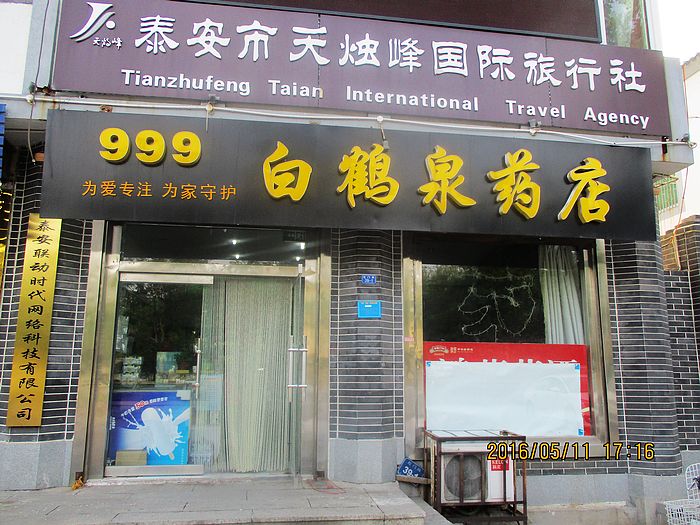 天烛峰
泰安市天烛峰国际旅行社
Tianzhufeng Taian International Travel Agency
999
为爱专注 为家守护
白鹤泉药店
泰安联动时代网络科技有限公司
2016/05/11 17:16